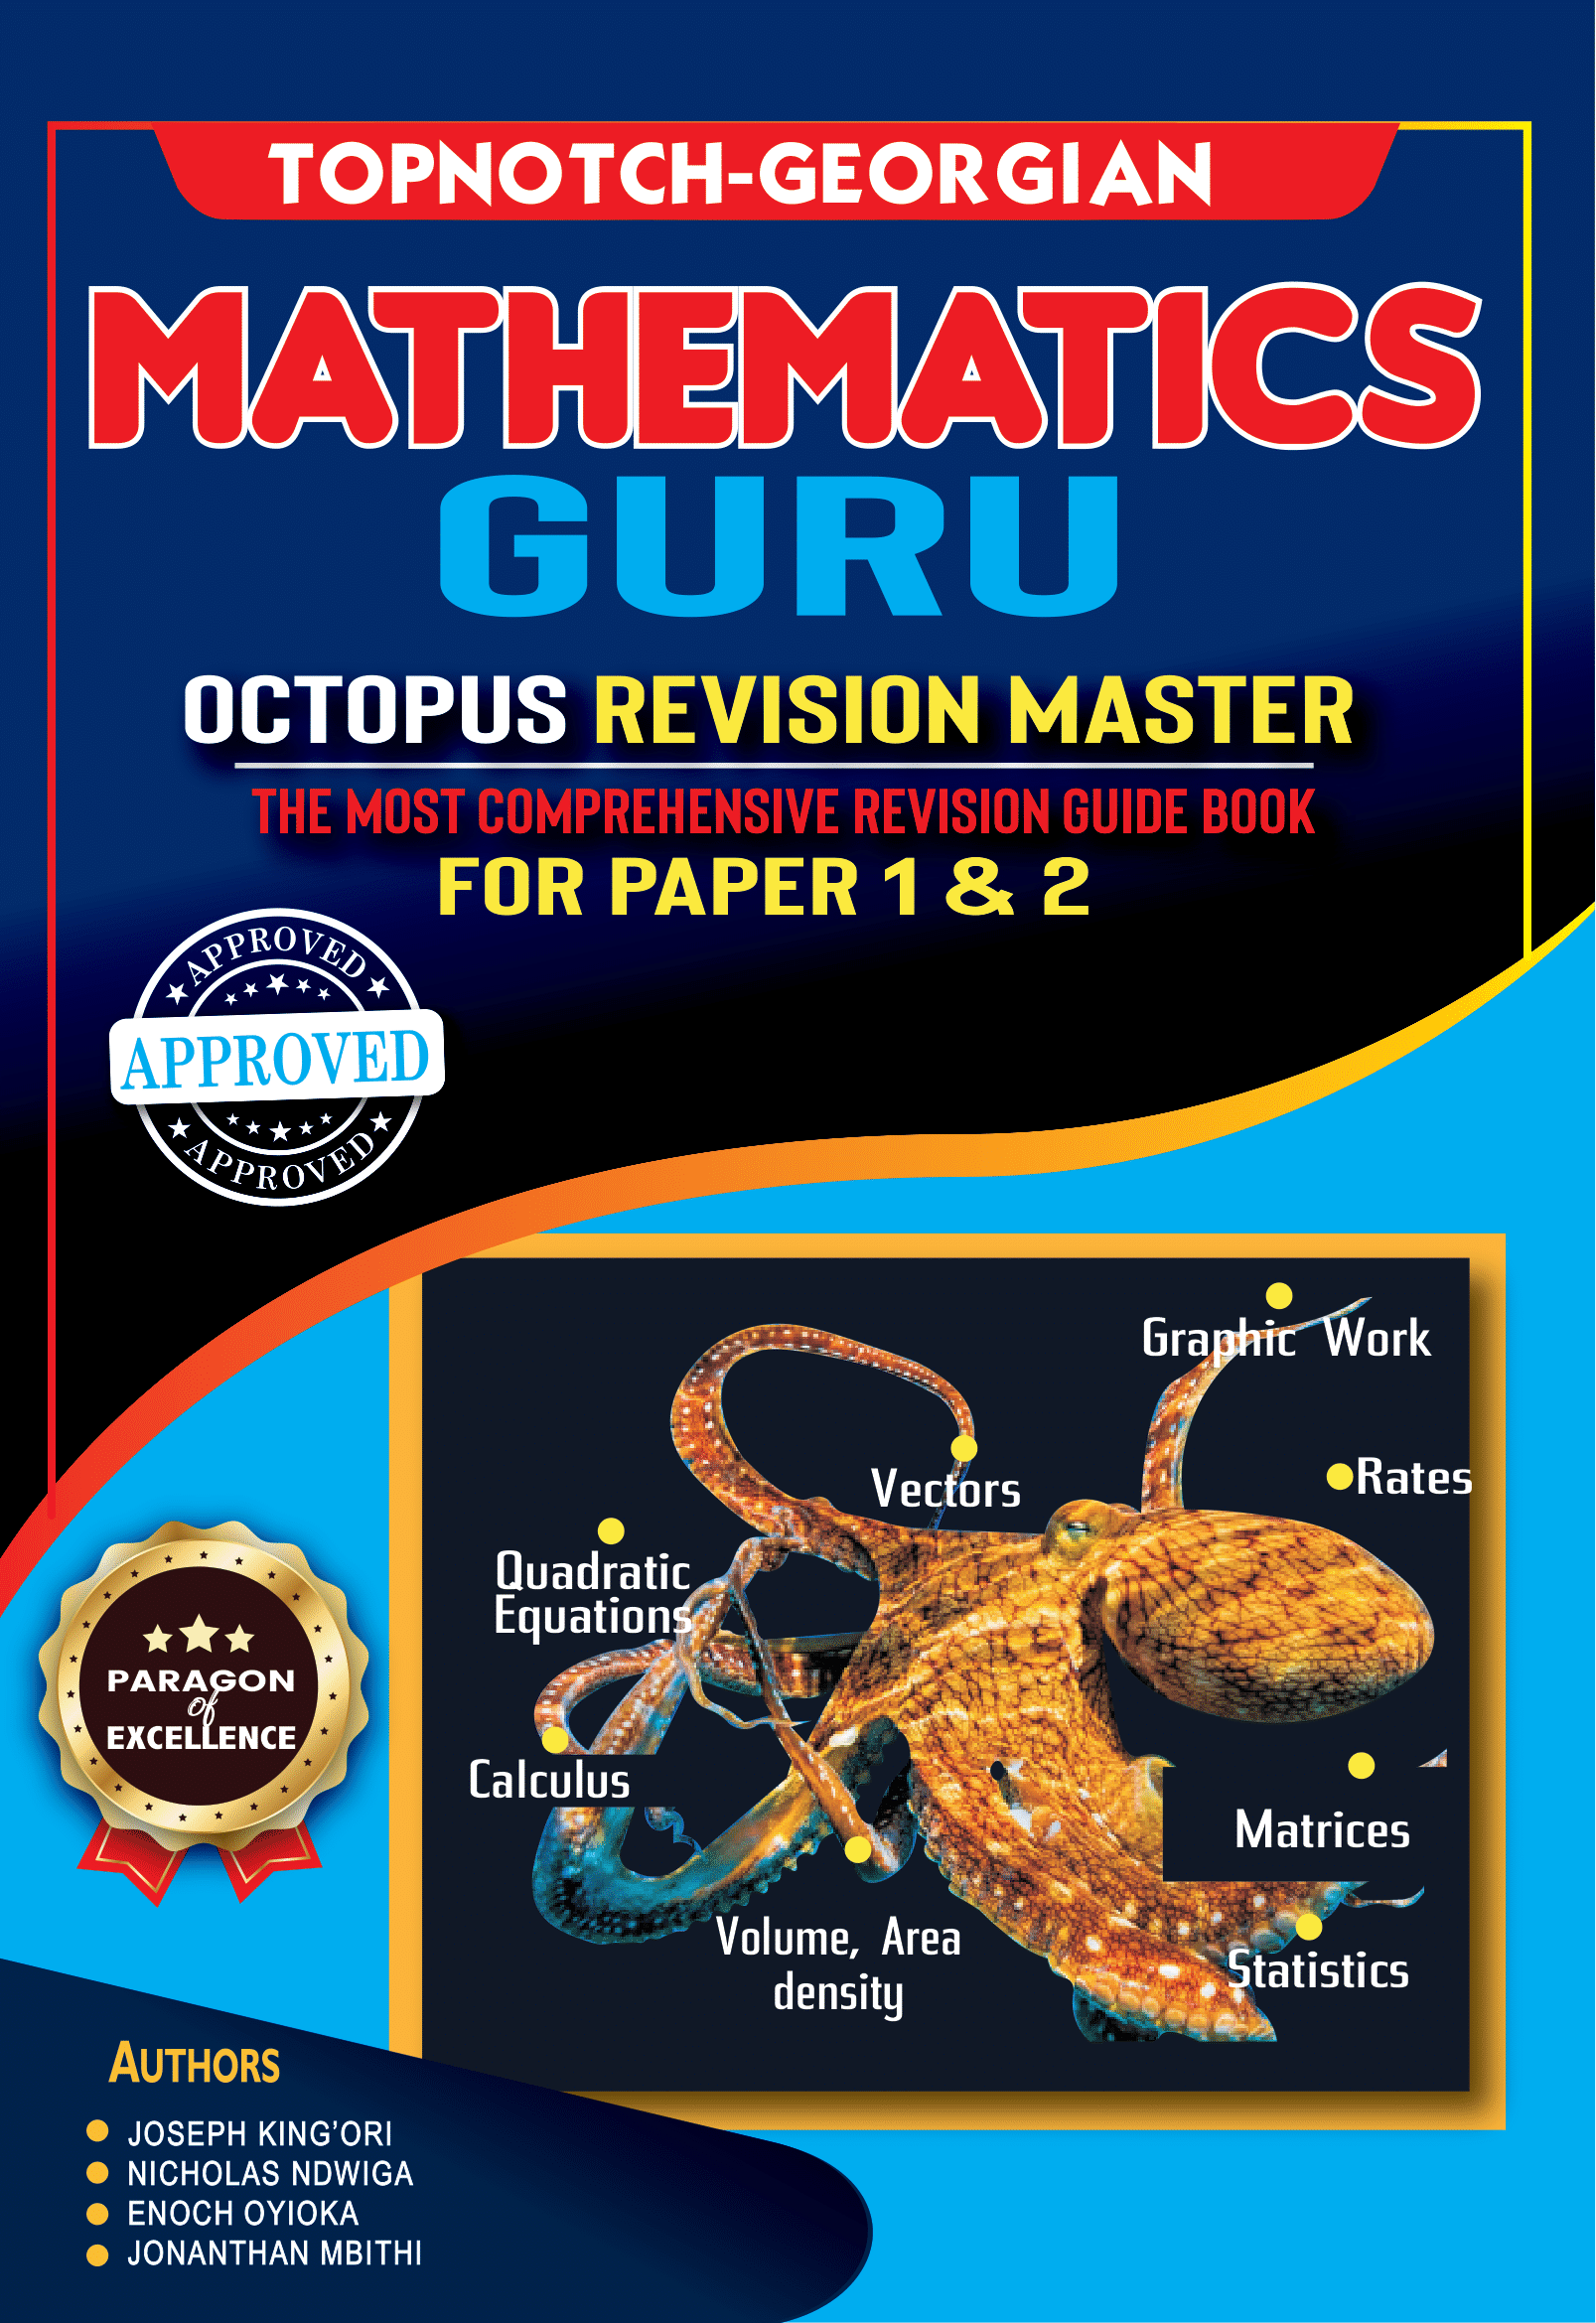 TOPNOTCH-GEORGIAN
MATHEMATICS
GURU
OCTOPUS REVISION MASTER
THE MOST COMPREHENSIVE REVISION GUIDE BOOK
FOR PAPER 1 & 2
APPROVED
APPROVED
APPROVED
Graphic Work
Rates
Vectors
Quadratic
Equations
Calculus
Matrices
Volume, Area
density
Statistics
PARAGON
of
EXCELLENCE
AUTHORS
JOSEPH KING'ORI
NICHOLAS NDWIGA
ENOCH OYIOKA
JONANTHAN MBITHI